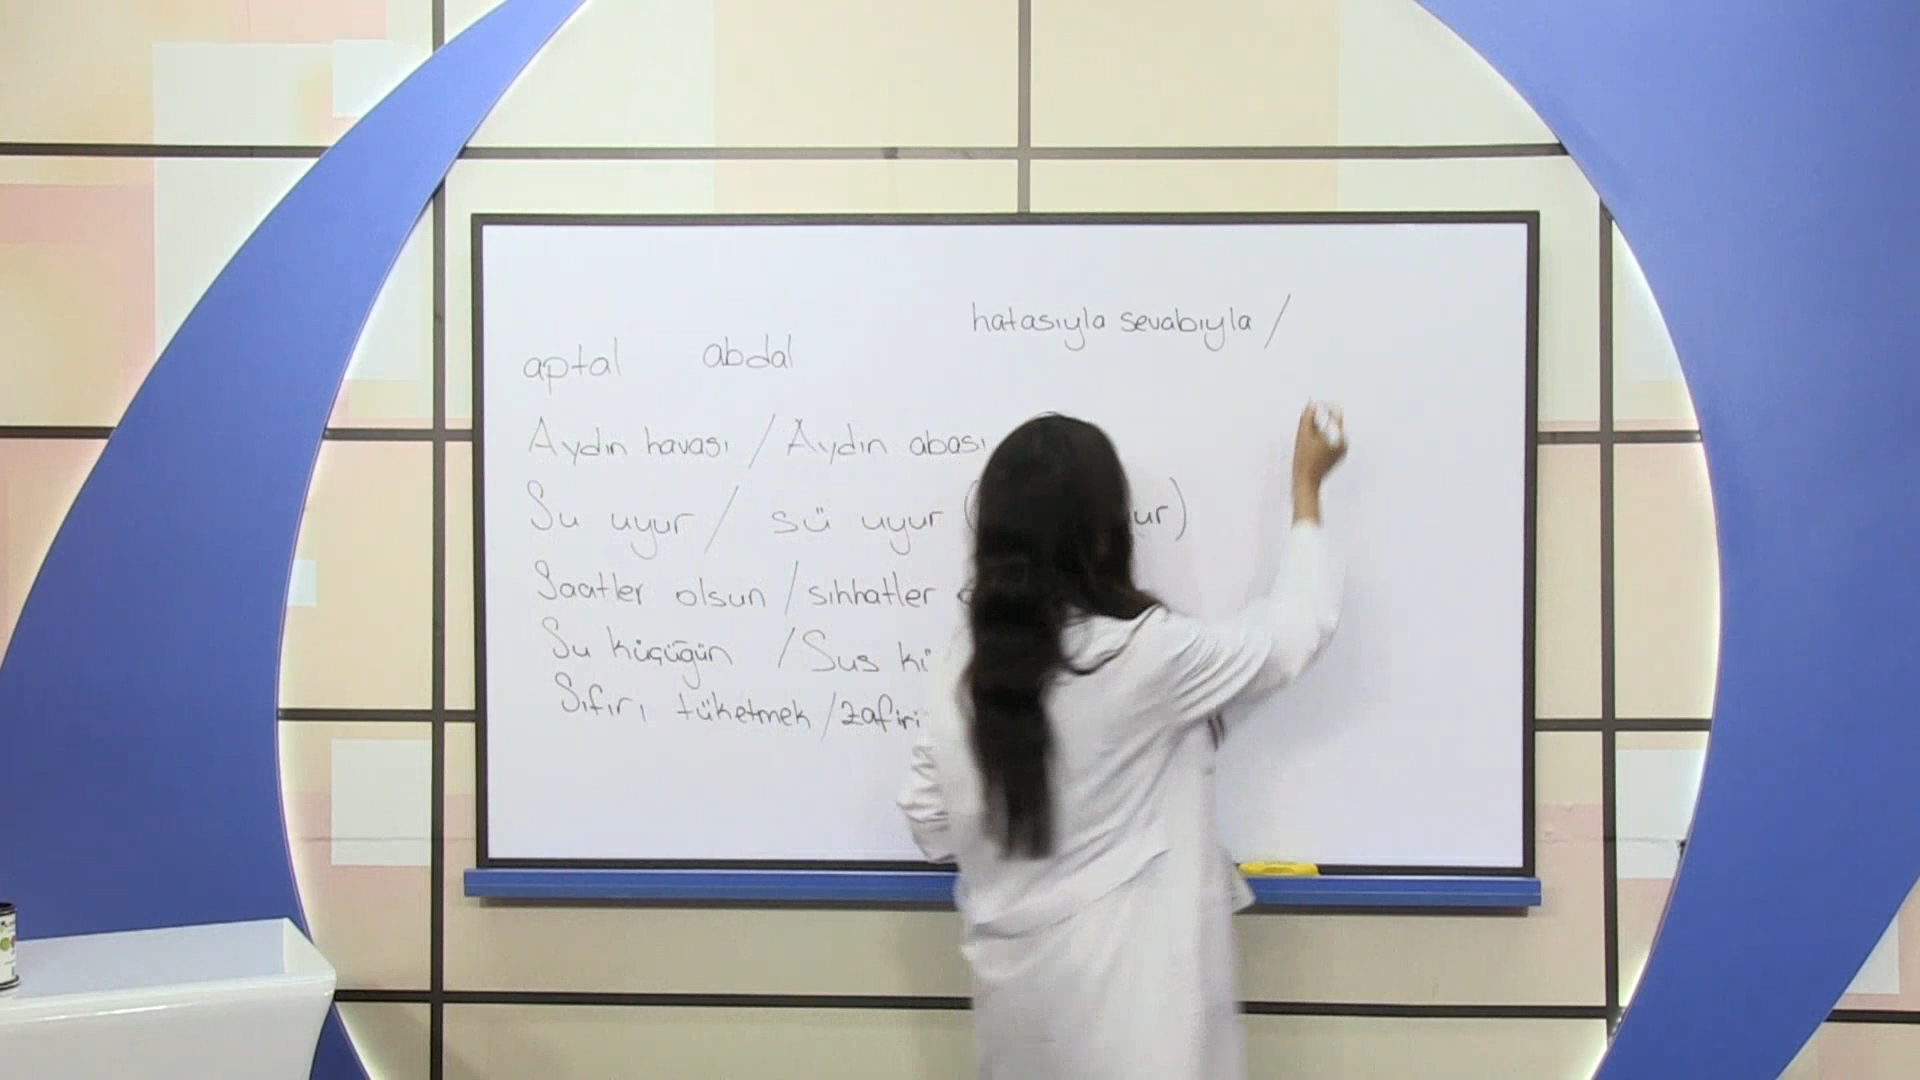 hatasıyla sevabıyla /
aptal abdal
Aydın havası / Aydın abası
Su uyur / sü uyur ( ur)
Saatler olsun / sıhhatler
Su küçüğün / Sus
Sıfırı tüketmek / zafiri